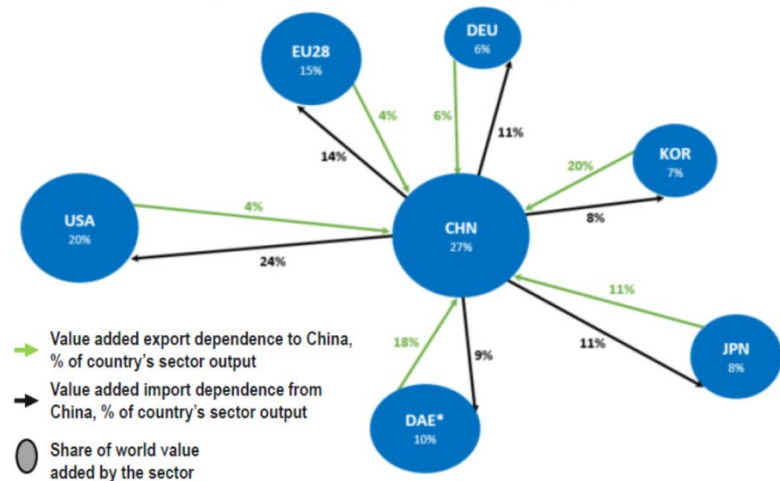 DEU
6%
EU28
15%
4%
6%
11%
14%
KOR
7%
20%
USA
20%
4%
CHN
27%
8%
24%
11%
18%
9%
11%
JPN
8%
DAE*
10%
Value added export dependence to China,
% of country's sector output
Value added import dependence from
China, % of country's sector output
Share of world value
added by the sector